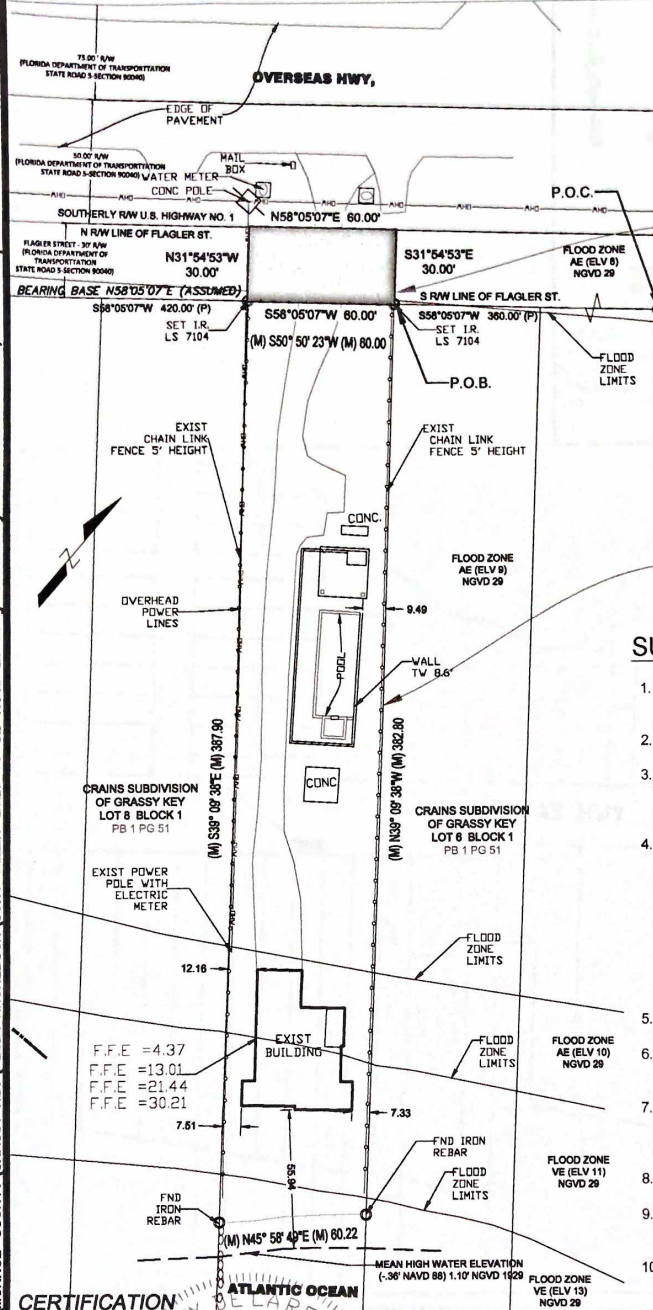 75.00' R/W
(FLORIDA DEPARTMENT OF TRANSPORTTATION
STATE ROAD 5-SECTION 90040)
OVERSEAS HWY,
EDGE OF
PAVEMENT
50.00' R/W
(FLORIDA DEPARTMENT OF TRANSPORTTATION
STATE ROAD 5-SECTION 90040)
MAIL
BOX
WATER METER
CONC POLE
AHD AHD AHD AHD AHD
P.O.C.
SOUTHERLY R/W U.S. HIGHWAY NO. 1
N58°05'07"E 60.00'
N R/W LINE OF FLAGLER ST.
FLAGLER STREET - 30' R/W
(FLORIDA DEPARTMENT OF
TRANSPORTATION
STATE ROAD 5-SECTION 90040)
N31°54'53"W
30.00'
S31°54'53"E
30.00'
FLOOD ZONE
AE (ELV 8)
NGVD 29
BEARING BASE N58°05'07"E (ASSUMED)
S R/W LINE OF FLAGLER ST.
S58°05'07"W 420.00' (P)
S58°05'07"W 60.00'
S58°05'07"W 360.00' (P)
SET I.R.
LS 7104
(M) S50° 50' 23"W (M) 60.00
SET I.R.
LS 7104
FLOOD
ZONE
LIMITS
P.O.B.
EXIST
CHAIN LINK
FENCE 5' HEIGHT
EXIST
CHAIN LINK
FENCE 5' HEIGHT
CONC.
FLOOD ZONE
AE (ELV 9)
NGVD 29
N
OVERHEAD
POWER
LINES
9.49
POOL
WALL
TW 8.6'
SU
1.
2.
3.
4.
(M) S39° 09' 38"E (M) 387.90
(M) N39° 09' 38"W (M) 382.80
CONC
CRAINS SUBDIVISION
OF GRASSY KEY
LOT 8 BLOCK 1
PB 1 PG 51
CRAINS SUBDIVISION
OF GRASSY KEY
LOT 6 BLOCK 1
PB 1 PG 51
EXIST POWER
POLE WITH
ELECTRIC
METER
FLOOD
ZONE
LIMITS
12.16
5.
6.
7.
8.
9.
10
EXIST
BUILDING
F.F.E =4.37
F.F.E =13.01
F.F.E =21.44
F.F.E =30.21
FLOOD
ZONE
LIMITS
FLOOD ZONE
AE (ELV 10)
NGVD 29
7.51
7.33
55.94
FND IRON
REBAR
FLOOD
ZONE
LIMITS
FLOOD ZONE
VE (ELV 11)
NGVD 29
FND
IRON
REBAR
(M) N45° 58' 49"E (M) 60.22
MEAN HIGH WATER ELEVATION
(-.36' NAVD 88) 1.10' NGVD 1929
FLOOD ZONE
VE (ELV 13)
NGVD 29
ATLANTIC OCEAN
CERTIFICATION